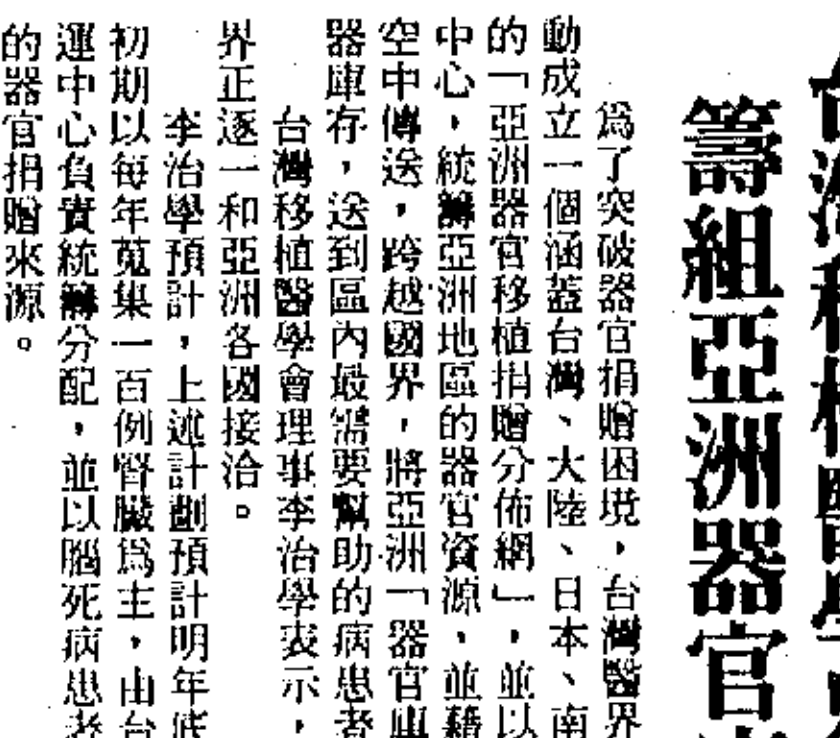 台灣移植醫學會
籌組亞洲器官
為了突破器官捐贈困境，台灣醫界
動成立一個涵蓋台灣、大陸、日本、南
的「亞洲器官移植捐贈分佈網」，並以
中心，統籌亞洲地區的器官資源，並藉
空中傳送，跨越國界，將亞洲「器官庫
器庫存，送到區內最需要幫助的病患者
台灣移植醫學會理事李治學表示，
界正逐一和亞洲各國接洽。
李治學預計，上述計劃預計明年底
初期以每年蒐集一百例腎臟為主，由台
運中心負責統籌分配，並以腦死病患者
的器官捐贈來源。